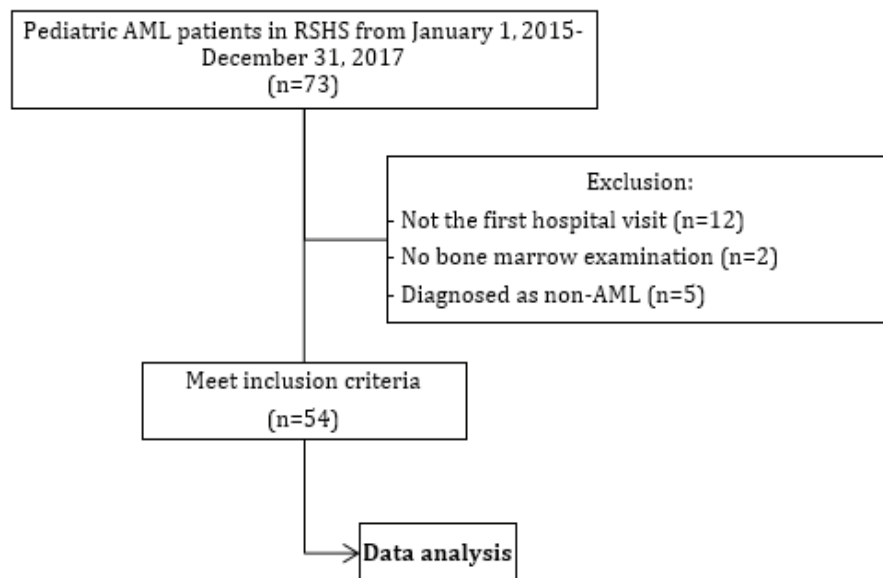 Pediatric AML patients in RSHS from January 1, 2015-
December 31, 2017
(n=73)
Exclusion:
- Not the first hospital visit (n=12)
- No bone marrow examination (n=2)
- Diagnosed as non-AML (n=5)
Meet inclusion criteria
(n=54)
Data analysis